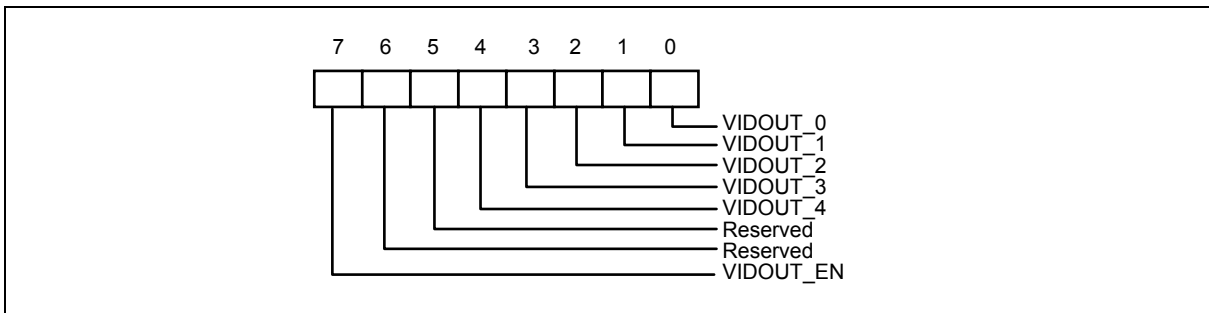 7 6 5 4 3 2 1 0
VIDOUT_0
VIDOUT_1
VIDOUT_2
VIDOUT_3
VIDOUT_4
Reserved
Reserved
VIDOUT_EN